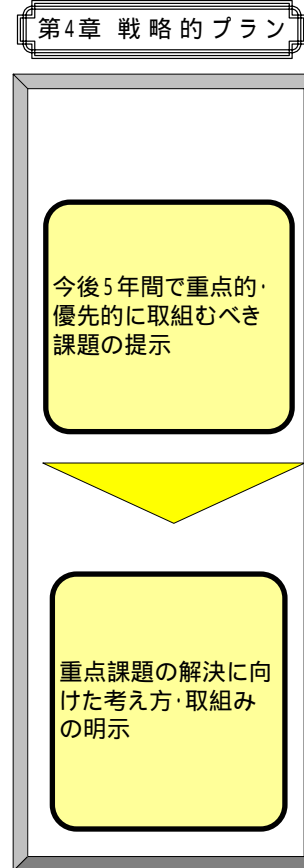 第4章 戦略的プラン
今後5年間で重点的・
優先的に取組むべき
課題の提示
重点課題の解決に向
けた考え方・取組み
の明示